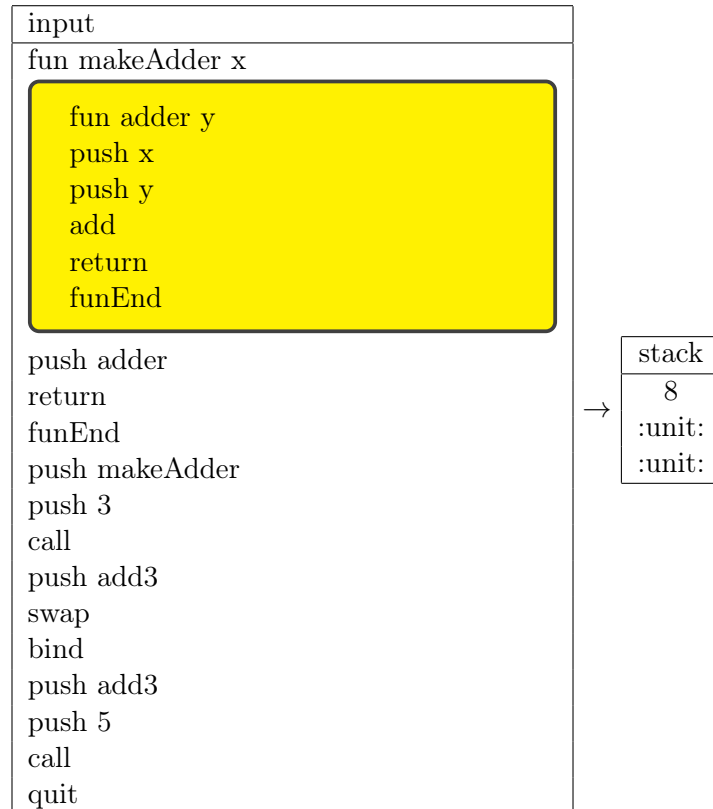 input
fun makeAdder x
fun adder y
push x
push y
add
return
funEnd
push adder
return
funEnd
push makeAdder
push 3
call
push add3
swap
bind
push add3
push 5
call
quit
→
stack
8
:unit:
:unit: